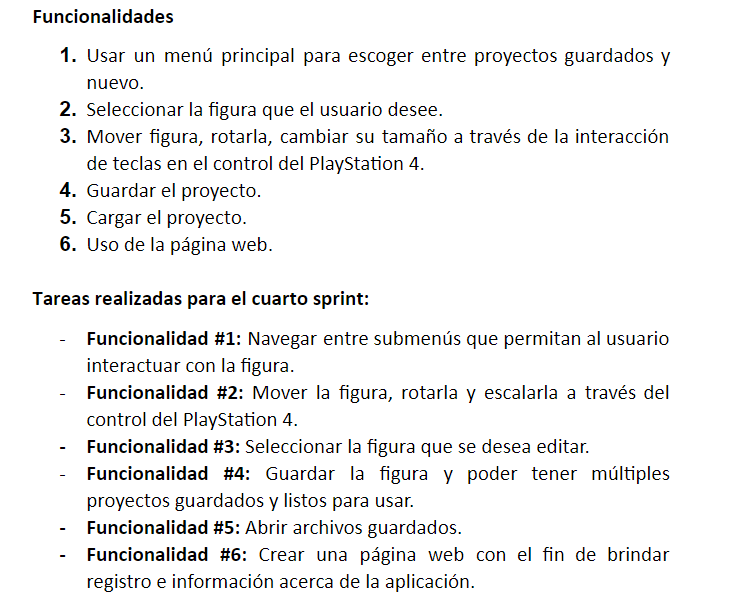 Funcionalidades
1. Usar un menú principal para escoger entre proyectos guardados y
nuevo.
2. Seleccionar la figura que el usuario desee.
3. Mover figura, rotarla, cambiar su tamaño a través de la interacción
de teclas en el control del PlayStation 4.
4. Guardar el proyecto.
5. Cargar el proyecto.
6. Uso de la página web.
Tareas realizadas para el cuarto sprint:
- Funcionalidad #1: Navegar entre submenús que permitan al usuario
interactuar con la figura.
- Funcionalidad #2: Mover la figura, rotarla y escalarla a través del
control del PlayStation 4.
- Funcionalidad #3: Seleccionar la figura que se desea editar.
- Funcionalidad #4: Guardar la figura y poder tener múltiples
proyectos guardados y listos para usar.
- Funcionalidad #5: Abrir archivos guardados.
- Funcionalidad #6: Crear una página web con el fin de brindar
registro e información acerca de la aplicación.